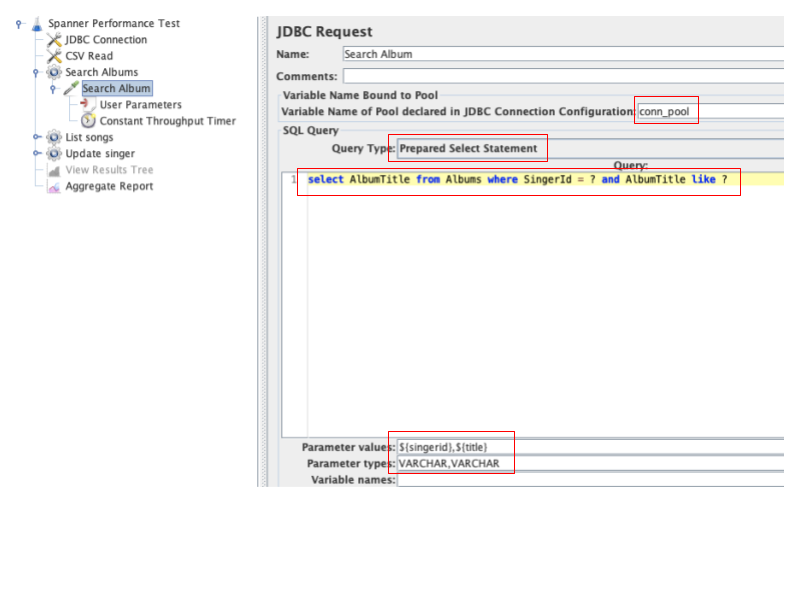 Spanner Performance Test
JDBC Connection
CSV Read
Search Albums
Search Album
User Parameters
Constant Throughput Timer
List songs
Update singer
View Results Tree
Aggregate Report
JDBC Request
Name: Search Album
Comments:
Variable Name Bound to Pool
Variable Name of Pool declared in JDBC Connection Configuration: conn_pool
SQL Query
Query Type: Prepared Select Statement
Query:
1 select AlbumTitle from Albums where SingerId = ? and AlbumTitle like ?
Parameter values: ${singerid},${title}
Parameter types: VARCHAR,VARCHAR
Variable names: